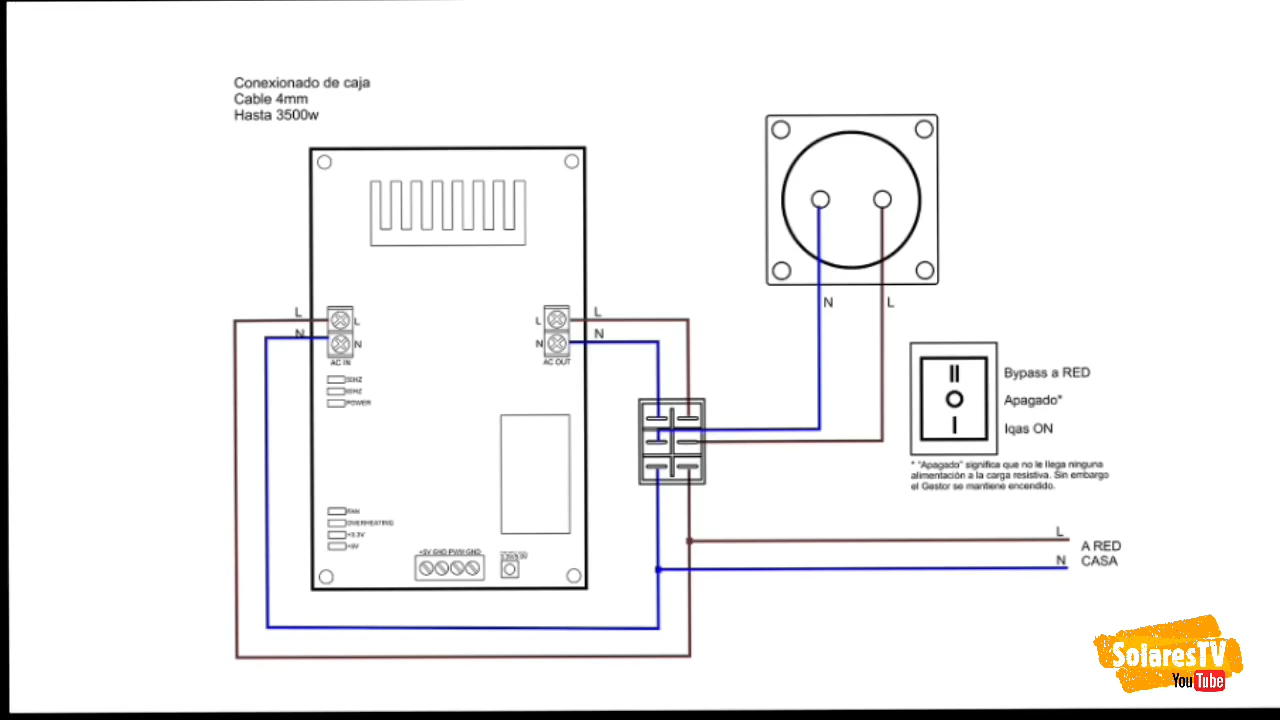 Conexionado de caja
Cable 4mm
Hasta 3500w
L
N
L
N
AC IN
50HZ
60HZ
POWER
L
N
AC OUT
L
N
N
L
Bypass a RED
Apagado*
Iqas ON
* "Apagado" significa que no le llega ninguna
alimentación a la carga resistiva. Sin embargo
el Gestor se mantiene encendido.
FAN
OVERHEATING
+3.3V
+5V
+5V GND PWM GND
L
A RED
N
CASA
SolaresTV
YouTube